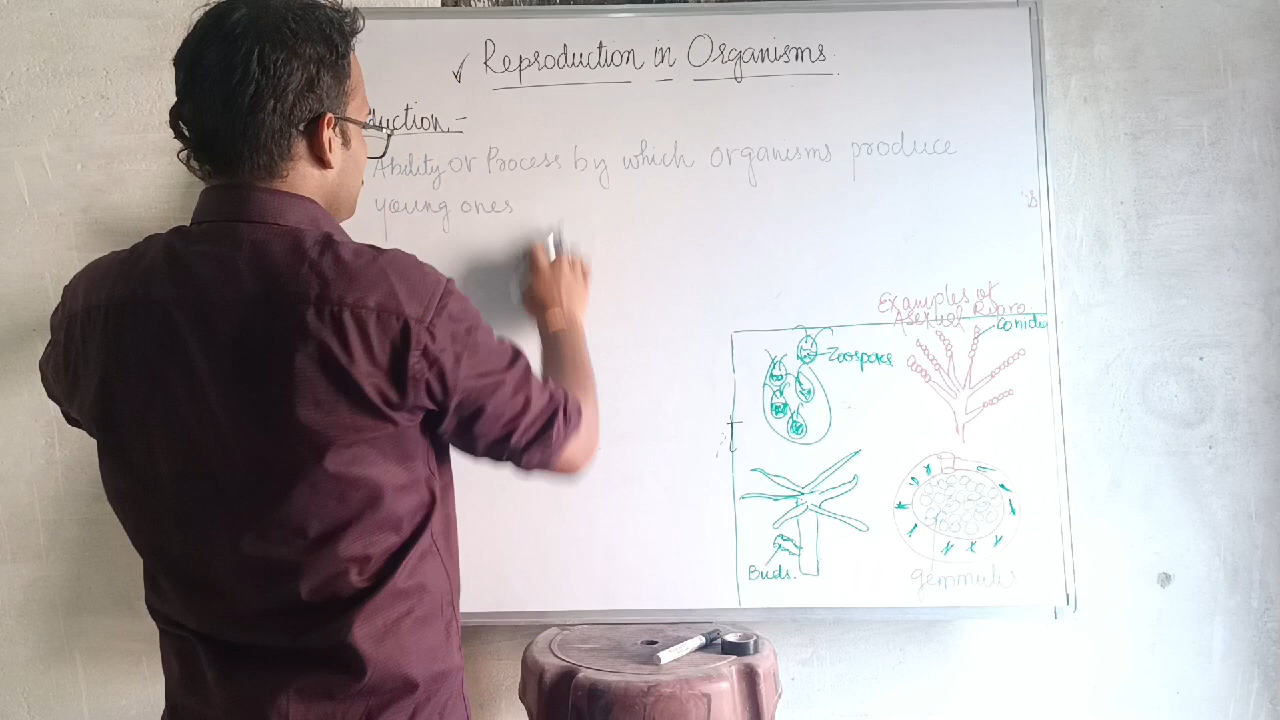 Reproduction in Organisms.
duction:-
Ability or Process by which organisms produce
young ones
Examples of
Asexual Repro
Conidia
Zoospores
Buds.
gemmule